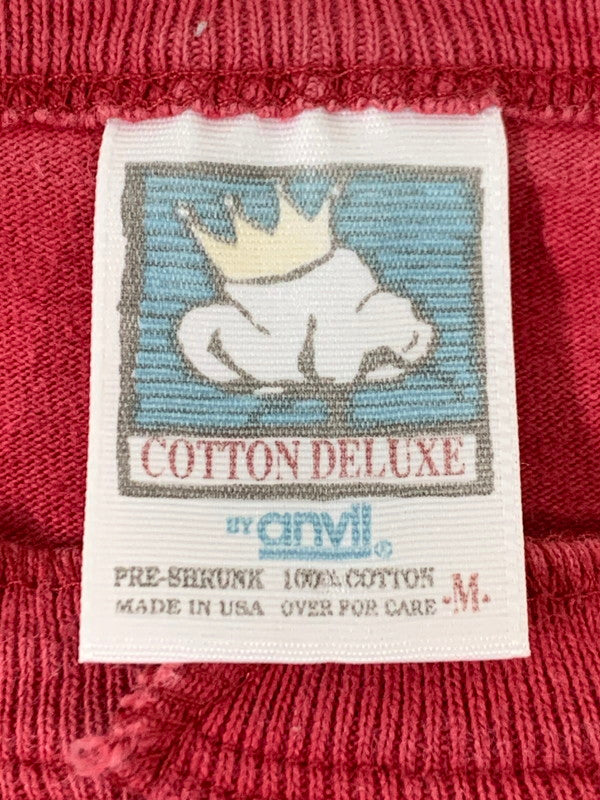 COTTON DELUXE
BY anvil®
PRE-SHRUNK 100% COTTON
MADE IN USA OVER FOR CARE -M-